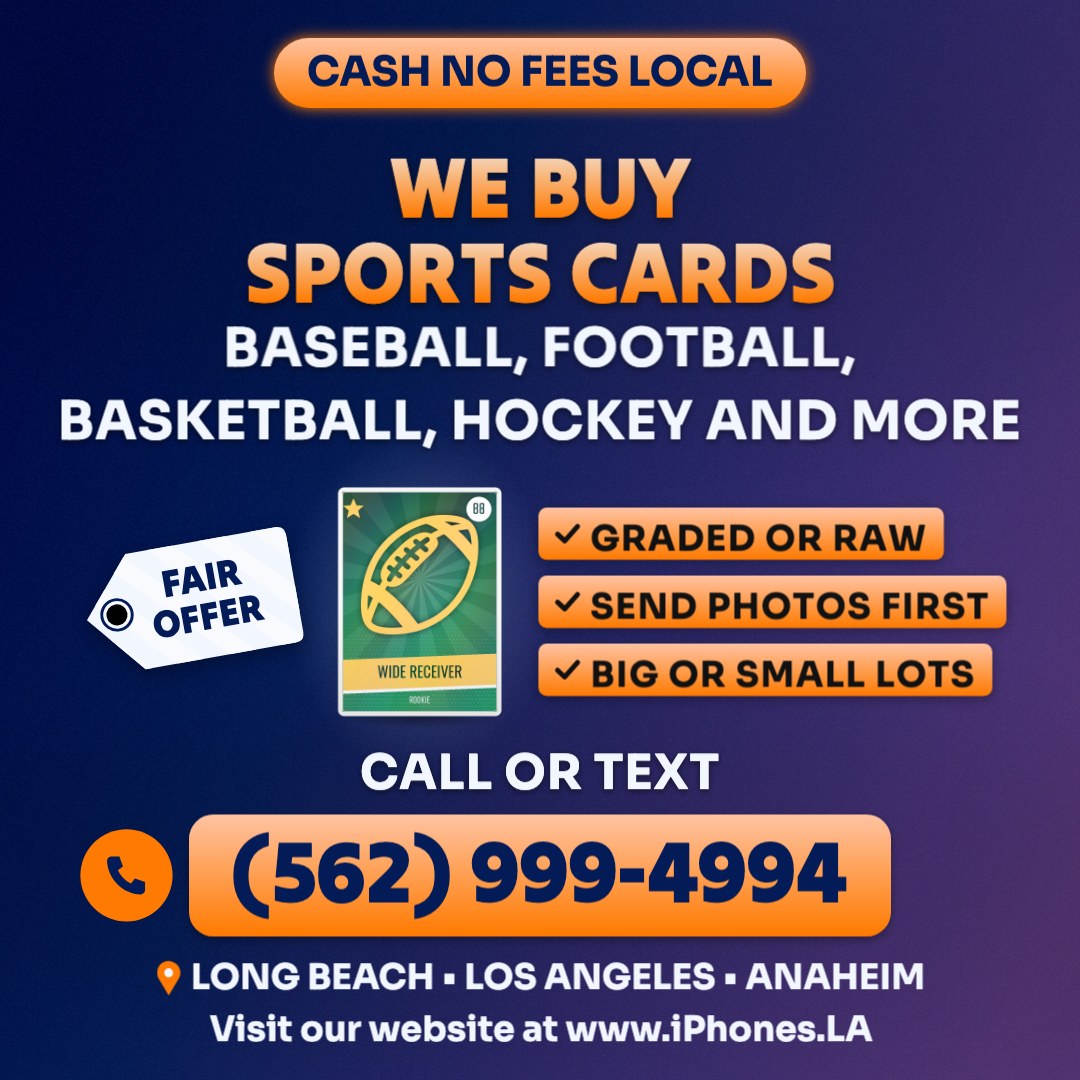 CASH NO FEES LOCAL
WE BUY
SPORTS CARDS
BASEBALL, FOOTBALL,
BASKETBALL, HOCKEY AND MORE
FAIR
OFFER
88
WIDE RECEIVER
ROOKIE
✓ GRADED OR RAW
✓ SEND PHOTOS FIRST
✓ BIG OR SMALL LOTS
CALL OR TEXT
(562) 999-4994
LONG BEACH ▪ LOS ANGELES ▪ ANAHEIM
Visit our website at www.iPhones.LA